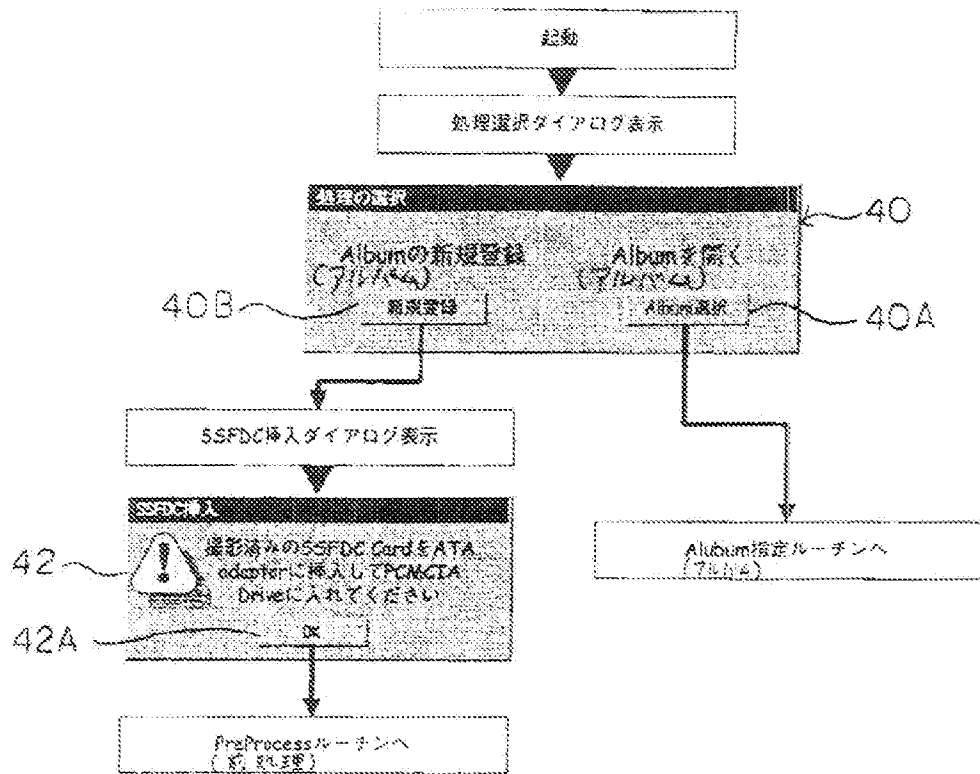 起動
処理選択ダイアログ表示
処理の選択
40
Albumの新規登録
(アルバム)
Albumを開く
(アルバム)
40B
新規登録
Album選択
40A
SSFDC挿入ダイアログ表示
SSFDC挿入
42
撮影済みのSSFDC CardをATA
adapterに挿入してPCMCIA
Driveに入れてください
42A
OK
Alubum指定ルーチンへ
(アルバム)
PreProcessルーチンへ
(前処理)